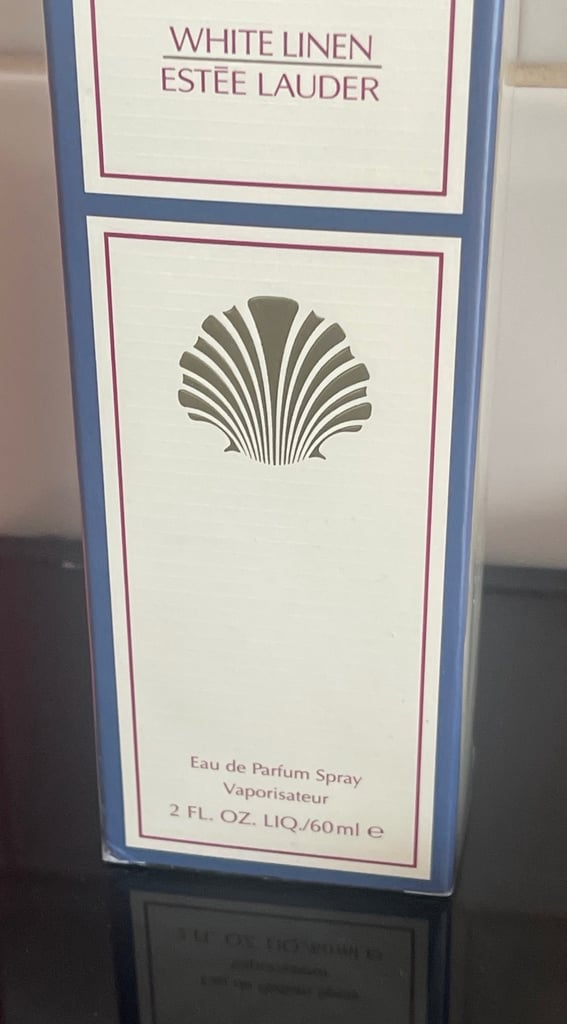 WHITE LINEN
ESTĒE LAUDER
Eau de Parfum Spray
Vaporisateur
2 FL. OZ. LIQ./60ml ℮